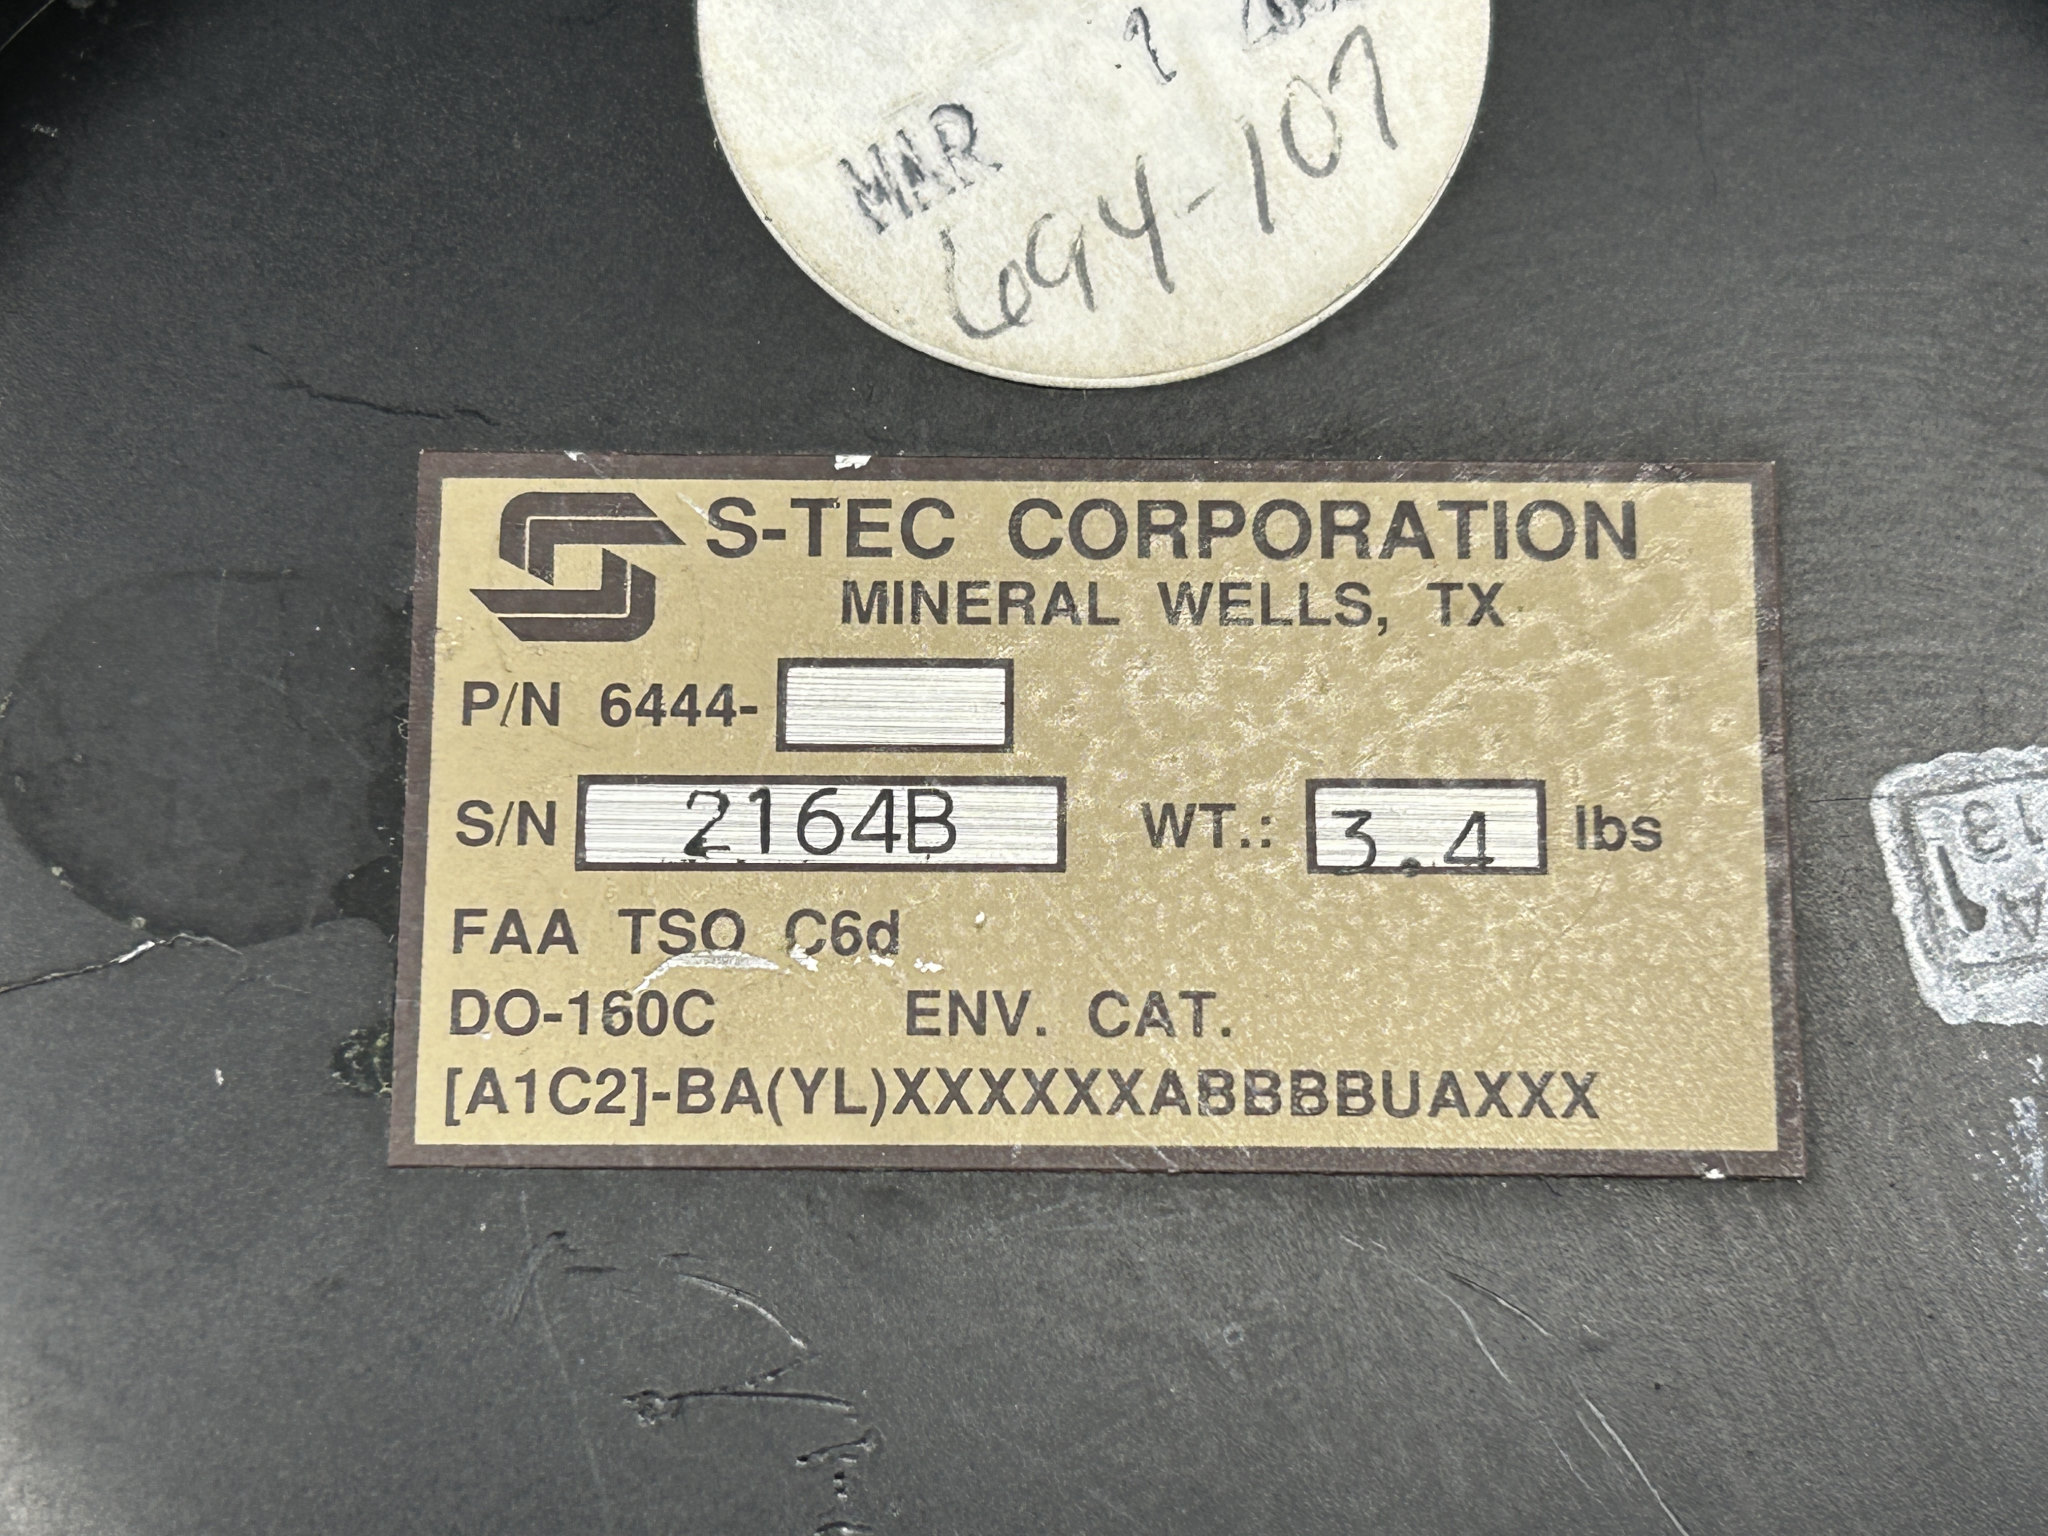 MAR
694-107
S-TEC CORPORATION
MINERAL WELLS, TX
P/N 6444-
S/N 2164B WT.: 3.4 lbs
FAA TSO C6d
DO-160C ENV. CAT.
[A1C2]-BA(YL)XXXXXXABBBBUAXXX
13